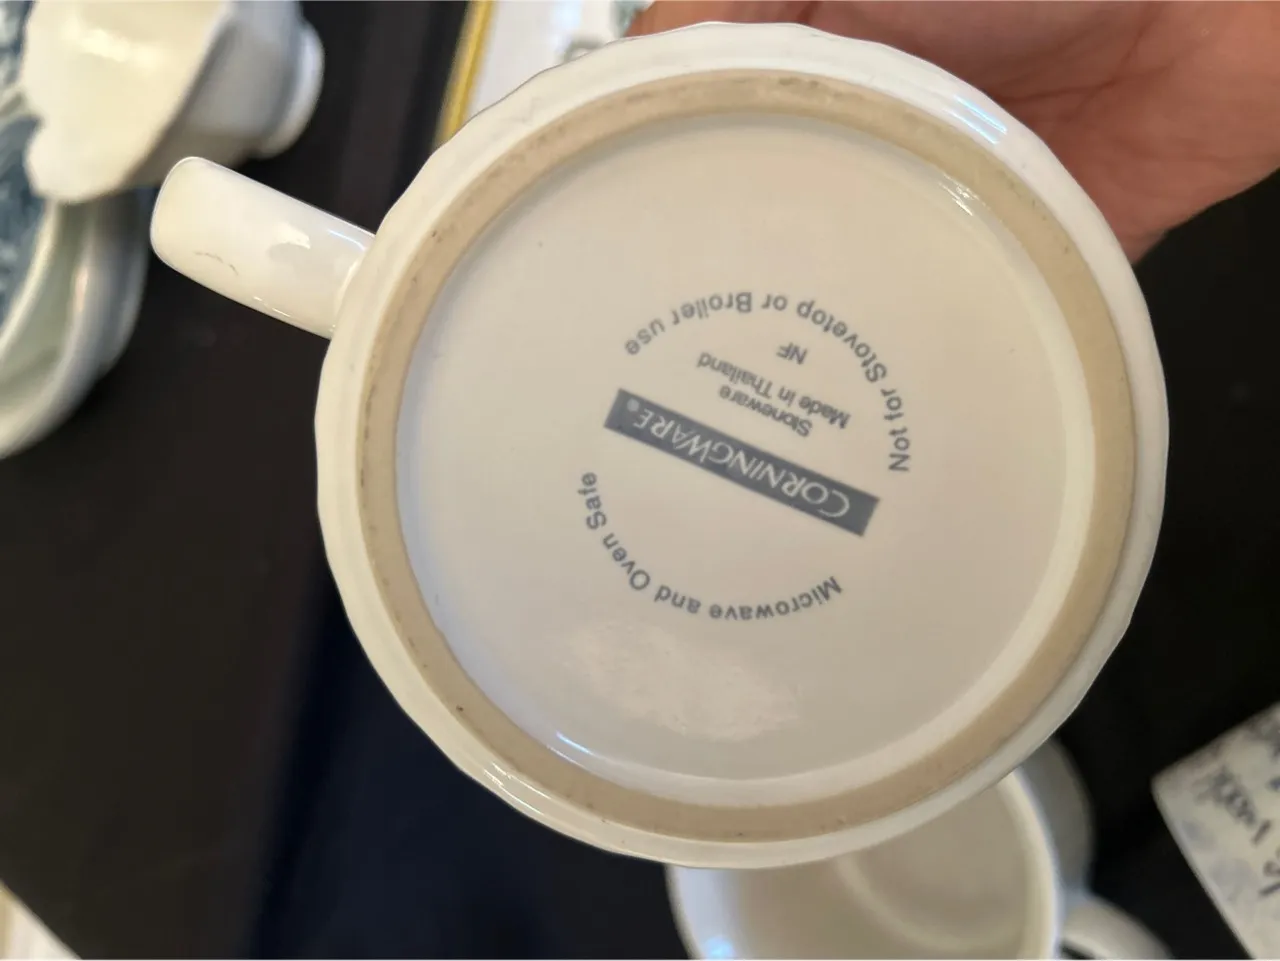 Microwave and Oven Safe
CORNINGWARE®
Stoneware
Made in Thailand
NF
Not for Stovetop or Broiler use